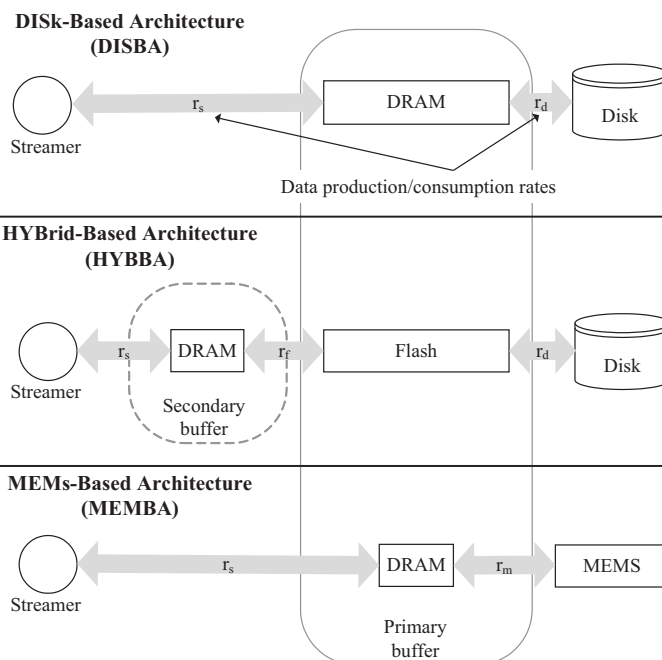 DISk-Based Architecture
(DISBA)
r_s
DRAM
r_d
Disk
Streamer
Data production/consumption rates
HYBrid-Based Architecture
(HYBBA)
r_s
DRAM
r_f
Flash
r_d
Disk
Streamer
Secondary
buffer
MEMs-Based Architecture
(MEMBA)
r_s
DRAM
r_m
MEMS
Streamer
Primary
buffer